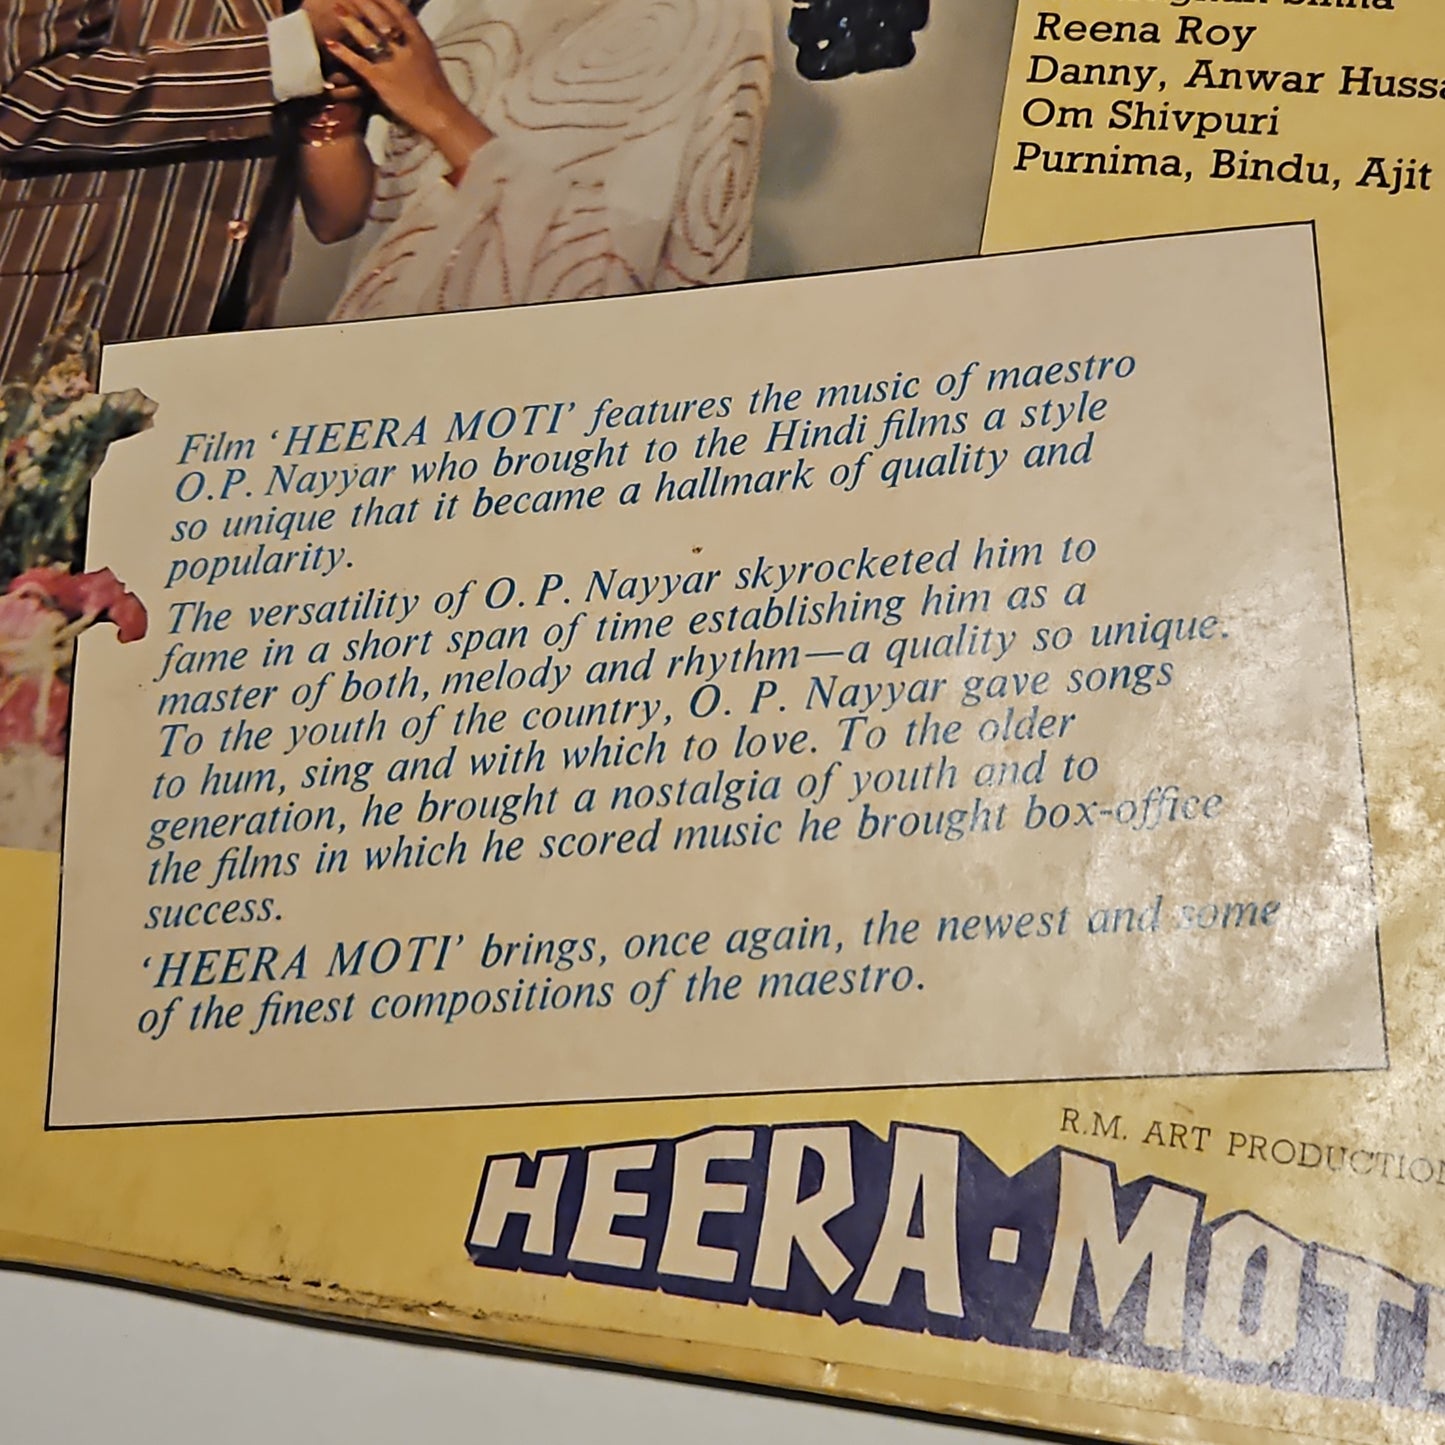 Reena Roy
Danny, Anwar
Om Shivpuri
Purnima, Bindu, Ajit
Film ‘HEERA MOTI’ features the music of maestro
O.P. Nayyar who brought to the Hindi films a style
so unique that it became a hallmark of quality and
popularity.
The versatility of O. P. Nayyar skyrocketed him to
fame in a short span of time establishing him as a
master of both, melody and rhythm—a quality so unique.
To the youth of the country, O. P. Nayyar gave songs
to hum, sing and with which to love. To the older
generation, he brought a nostalgia of youth and to
the films in which he scored music he brought box-office
success.
‘HEERA MOTI’ brings, once again, the newest and some
of the finest compositions of the maestro.
R.M. ART
HEERA-MOTI